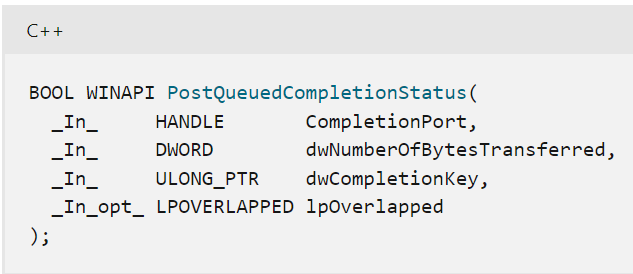 C++
BOOL WINAPI PostQueuedCompletionStatus(
  _In_     HANDLE       CompletionPort,
  _In_     DWORD        dwNumberOfBytesTransferred,
  _In_     ULONG_PTR    dwCompletionKey,
  _In_opt_ LPOVERLAPPED lpOverlapped
);